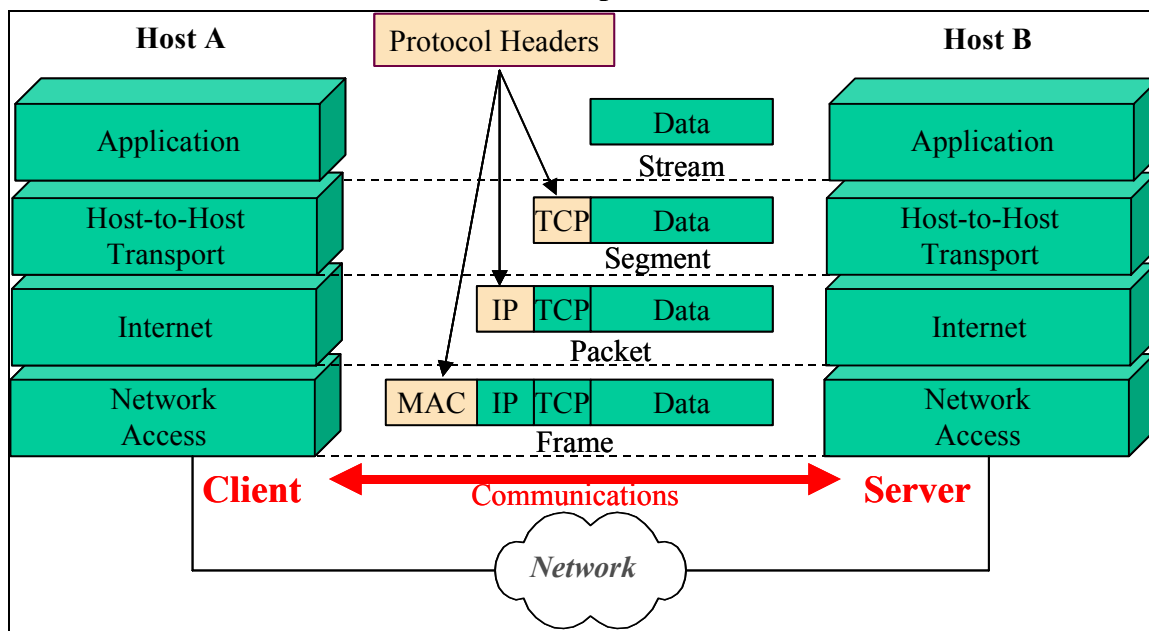 Host A
Protocol Headers
Host B
Application
Data
Application
Stream
Host-to-Host
Transport
TCP Data
Host-to-Host
Transport
Segment
Internet
IP TCP Data
Internet
Packet
Network
Access
MAC IP TCP Data
Network
Access
Frame
Client
Communications
Server
Network